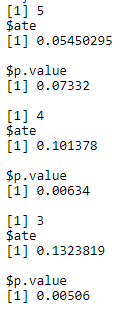 [1] 5
$ate
[1] 0.05450295
$p.value
[1] 0.07332
[1] 4
$ate
[1] 0.101378
$p.value
[1] 0.00634
[1] 3
$ate
[1] 0.1323819
$p.value
[1] 0.00506